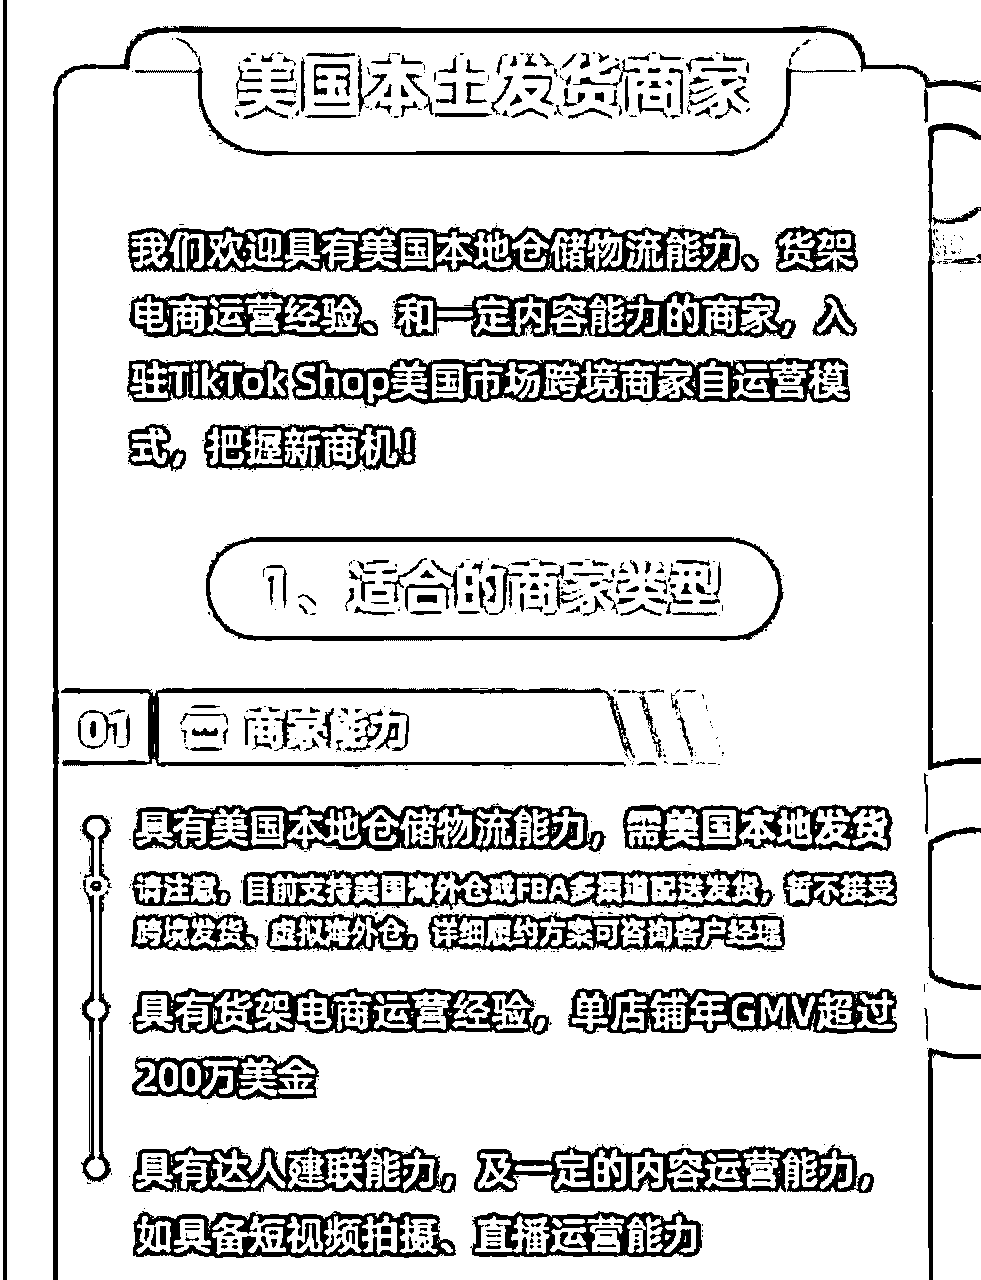 美国本土发货商家
我们欢迎具有美国本地仓储物流能力、货架
电商运营经验、和一定内容能力的商家，入
驻TikTok Shop美国市场跨境商家自运营模
式，把握新商机！
1、适合的商家类型
01 商家能力
具有美国本地仓储物流能力，需美国本地发货
请注意，目前支持美国海外仓或FBA多渠道配送发货，暂不接受
跨境发货、虚拟海外仓，详细履约方案可咨询客户经理
具有货架电商运营经验，单店铺年GMV超过
200万美金
具有达人建联能力，及一定的内容运营能力，
如具备短视频拍摄、直播运营能力